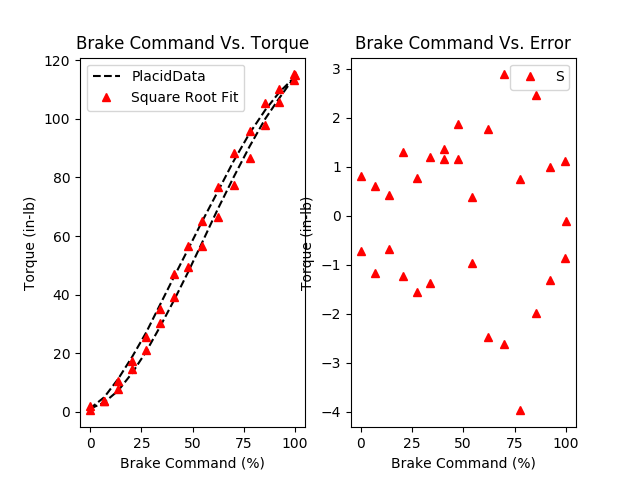 Brake Command Vs. Torque
120
100
80
60
40
20
0
Torque (in-lb)
PlacidData
Square Root Fit
0
25
50
75
100
Brake Command (%)
Brake Command Vs. Error
3
2
1
0
−1
−2
−3
−4
Torque (in-lb)
S
0
25
50
75
100
Brake Command (%)